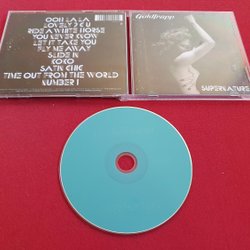 OOH LA LA
LOVELY 2 C U
RIDE A WHITE HORSE
YOU NEVER KNOW
LET IT TAKE YOU
FLY ME AWAY
SLIDE IN
KOKO
SATIN CHIC
TIME OUT FROM THE WORLD
NUMBER 1
Goldfrapp
SUPERNATURE